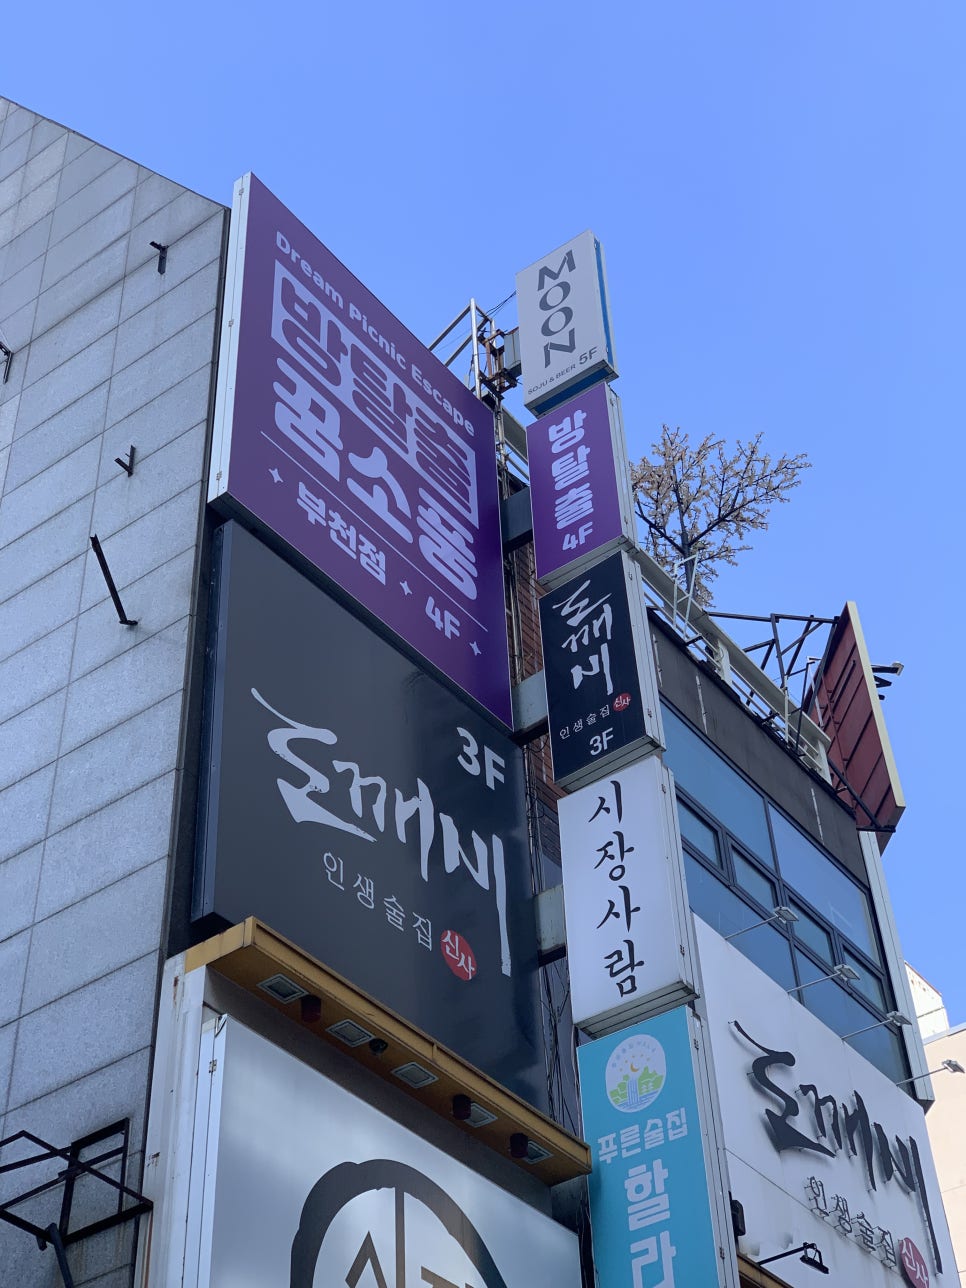 Dream Picnic Escape
방탈출
꿈소풍
부천점
4F
3F
도깨비
인생술집
신사
MOON
SOJU & BEER 5F
방탈출
4F
도깨비
인생술집 신사
3F
시장사람
푸른술집
할라
도깨비
인생술집
신사